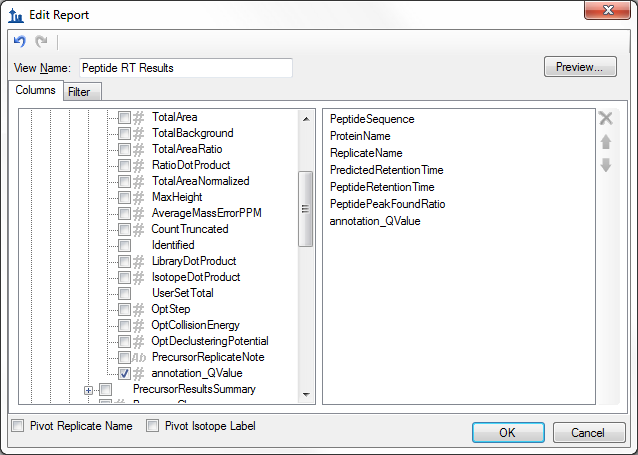 Edit Report
View Name: Peptide RT Results
Preview...
Columns Filter
# TotalArea
# TotalBackground
# TotalAreaRatio
# RatioDotProduct
# TotalAreaNormalized
# MaxHeight
# AverageMassErrorPPM
# CountTruncated
Identified
# LibraryDotProduct
# IsotopeDotProduct
UserSetTotal
# OptStep
# OptCollisionEnergy
# OptDeclusteringPotential
Ab PrecursorReplicateNote
# annotation_QValue
PrecursorResultsSummary
PeptideSequence
ProteinName
ReplicateName
PredictedRetentionTime
PeptideRetentionTime
PeptidePeakFoundRatio
annotation_QValue
Pivot Replicate Name Pivot Isotope Label
OK Cancel